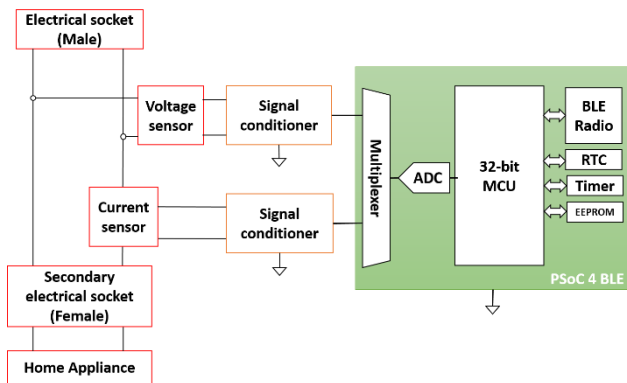 Electrical socket
(Male)
Voltage
sensor
Signal
conditioner
Multiplexer
ADC
32-bit
MCU
BLE
Radio
RTC
Timer
EEPROM
Current
sensor
Signal
conditioner
PSoC 4 BLE
Secondary
electrical socket
(Female)
Home Appliance